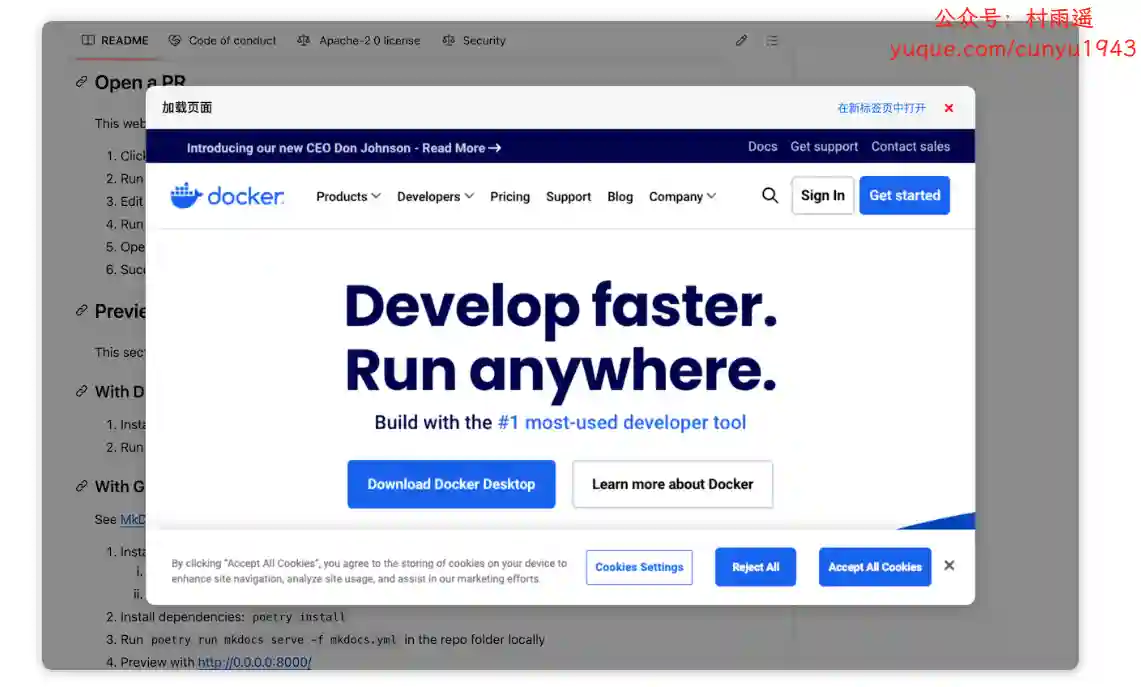 公众号：村雨遥
yuque.com/cunyu1943
README Code of conduct Apache-2.0 license Security
Open a PR
加载页面 在新标签页中打开
This web
Introducing our new CEO Don Johnson - Read More → Docs Get support Contact sales
1. Click
2. Run
docker Products Developers Pricing Support Blog Company Sign In Get started
3. Edit
4. Run
5. Ope
6. Succ
Develop faster.
Previe
Run anywhere.
This sec
With D
Build with the #1 most-used developer tool
1. Insta
2. Run
With G
Download Docker Desktop Learn more about Docker
See MkD
1. Insta
i.
ii.
By clicking "Accept All Cookies", you agree to the storing of cookies on your device to
enhance site navigation, analyze site usage, and assist in our marketing efforts.
Cookies Settings Reject All Accept All Cookies
2. Install dependencies: poetry install
3. Run poetry run mkdocs serve -f mkdocs.yml in the repo folder locally
4. Preview with http://0.0.0.0:8000/